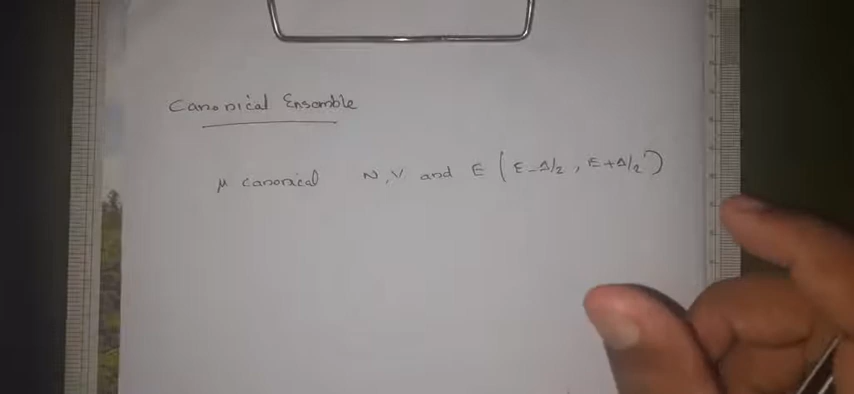 Canonical Ensemble
μ canonical N, V and E (E-Δ/2, E+Δ/2)